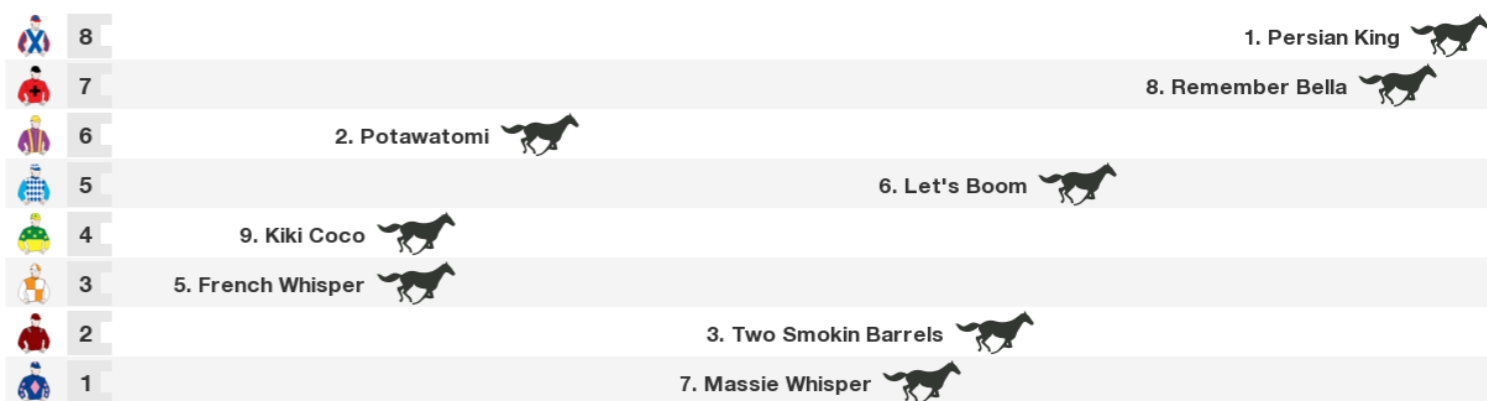 8 1. Persian King
7 8. Remember Bella
6 2. Potawatomi
5 6. Let's Boom
4 9. Kiki Coco
3 5. French Whisper
2 3. Two Smokin Barrels
1 7. Massie Whisper